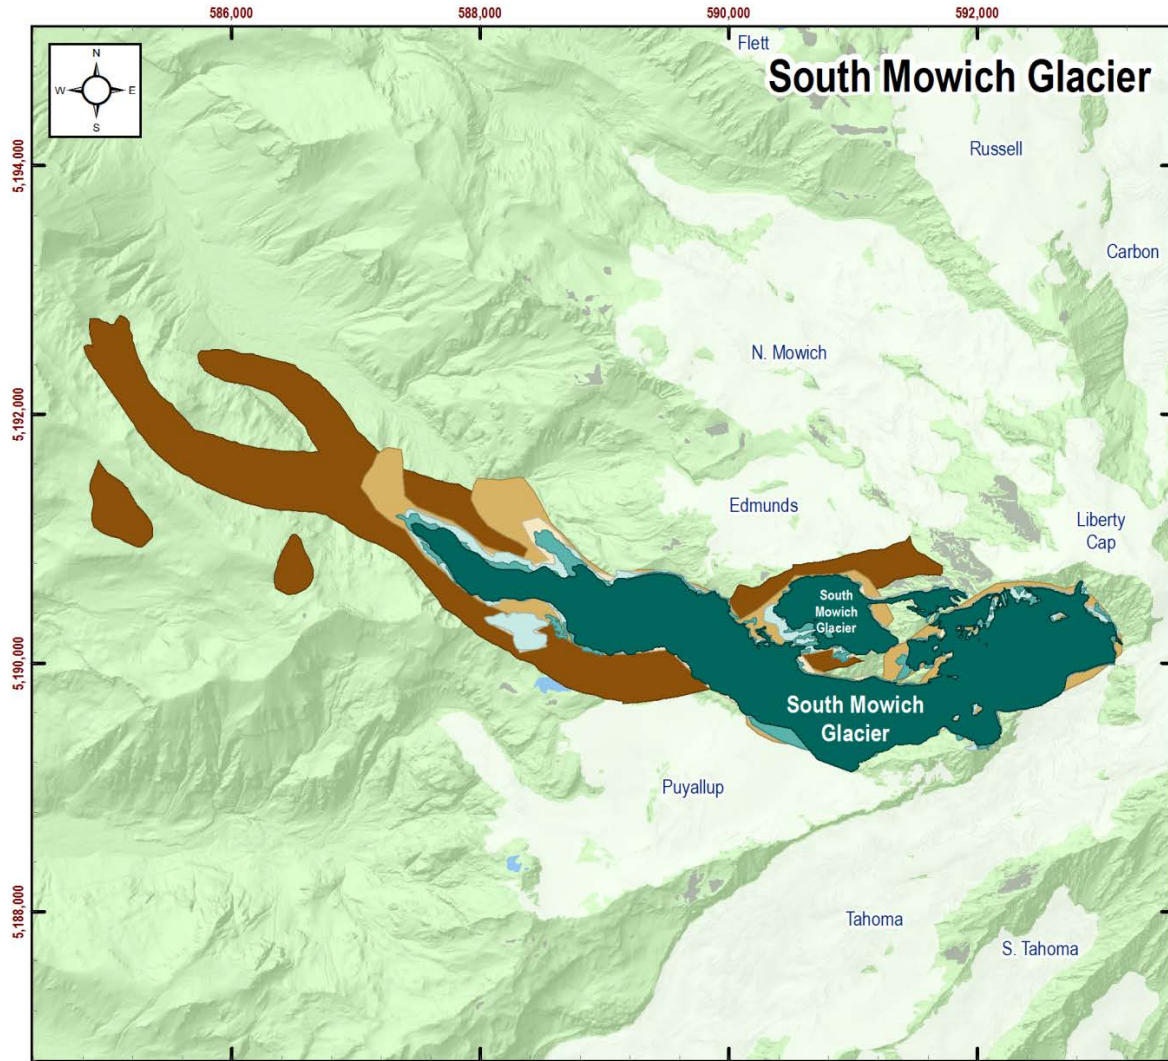 586,000
588,000
590,000
592,000
N
W
E
S
Flett
South Mowich Glacier
5,194,000
Russell
Carbon
N. Mowich
5,192,000
Edmunds
Liberty
Cap
South
Mowich
Glacier
5,190,000
South Mowich
Glacier
Puyallup
5,188,000
Tahoma
S. Tahoma